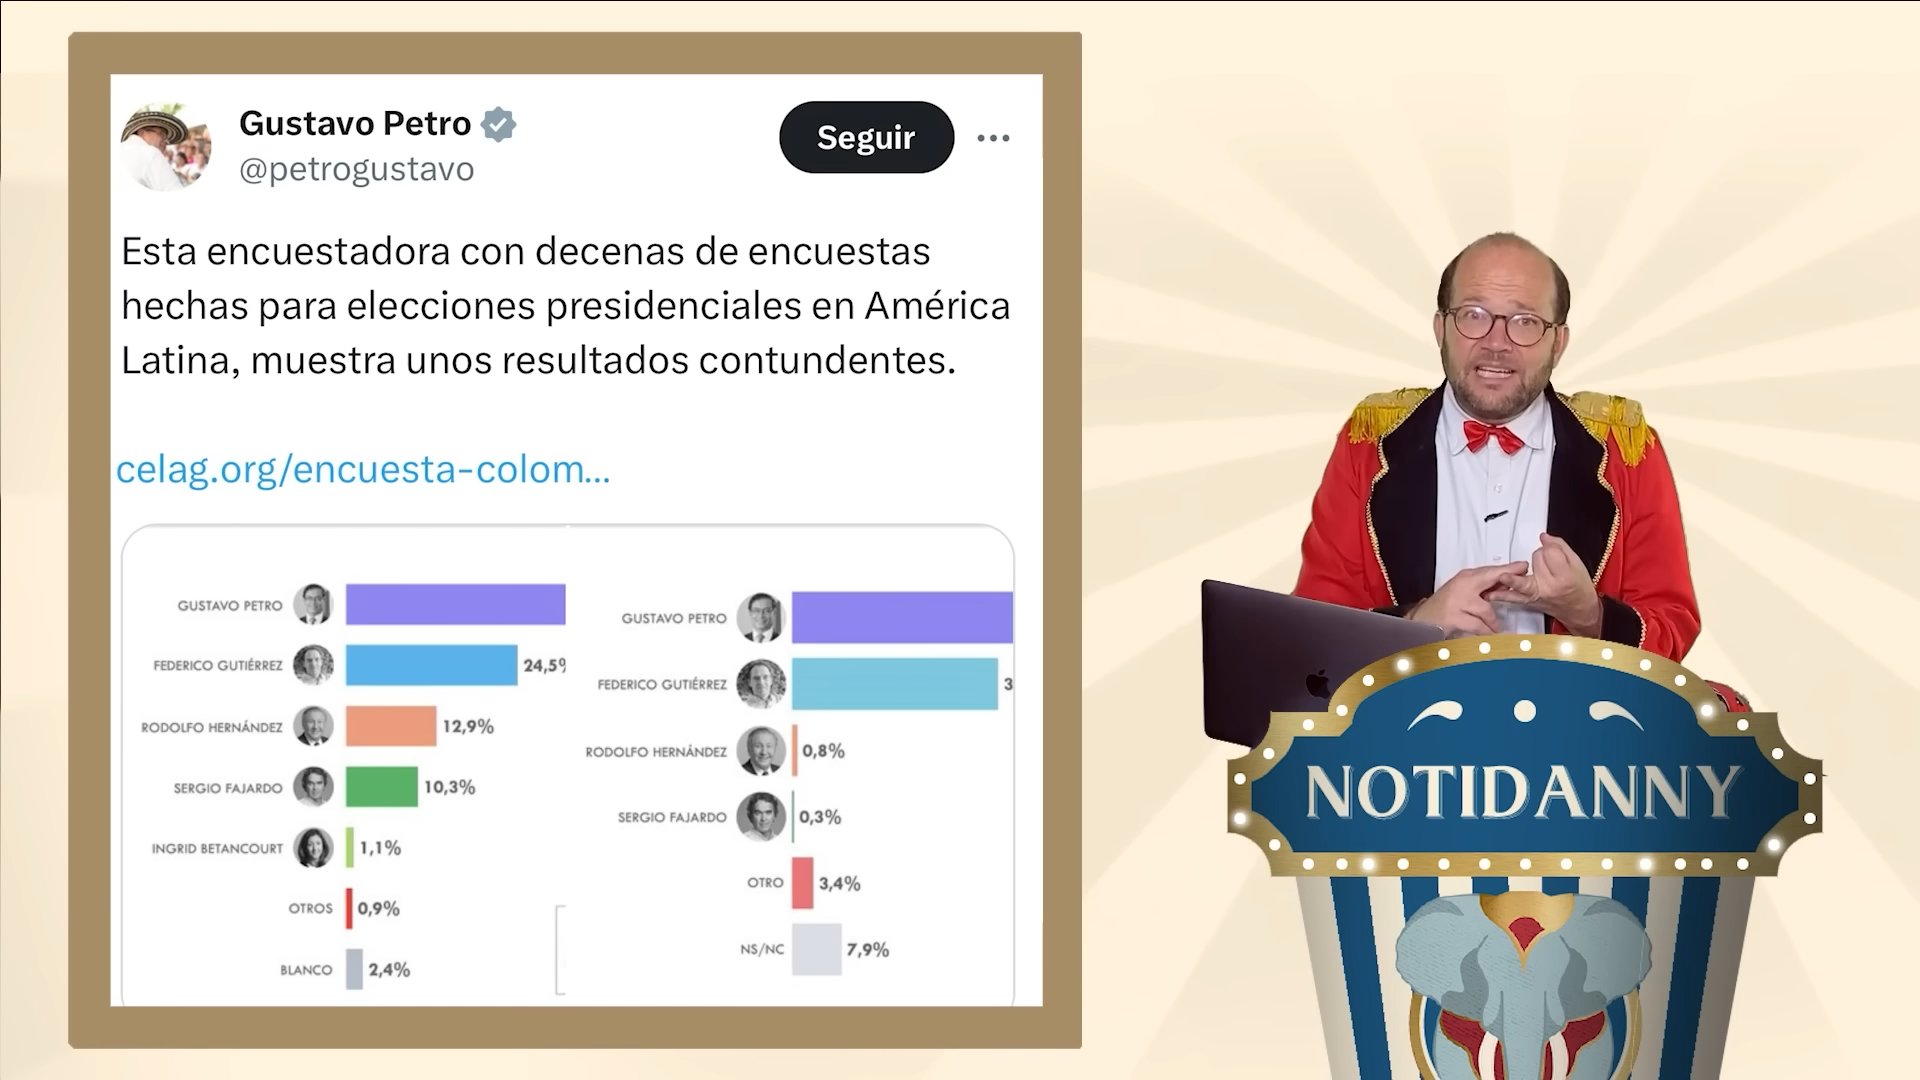 Gustavo Petro
@petrogustavo
Seguir
Esta encuestadora con decenas de encuestas
hechas para elecciones presidenciales en América
Latina, muestra unos resultados contundentes.
celag.org/encuesta-colom...
GUSTAVO PETRO
FEDERICO GUTIÉRREZ 24,5%
RODOLFO HERNÁNDEZ 12,9%
SERGIO FAJARDO 10,3%
INGRID BETANCOURT 1,1%
OTROS 0,9%
BLANCO 2,4%
GUSTAVO PETRO
FEDERICO GUTIÉRREZ 3
RODOLFO HERNÁNDEZ 0,8%
SERGIO FAJARDO 0,3%
OTRO 3,4%
NS/NC 7,9%
NOTIDANNY